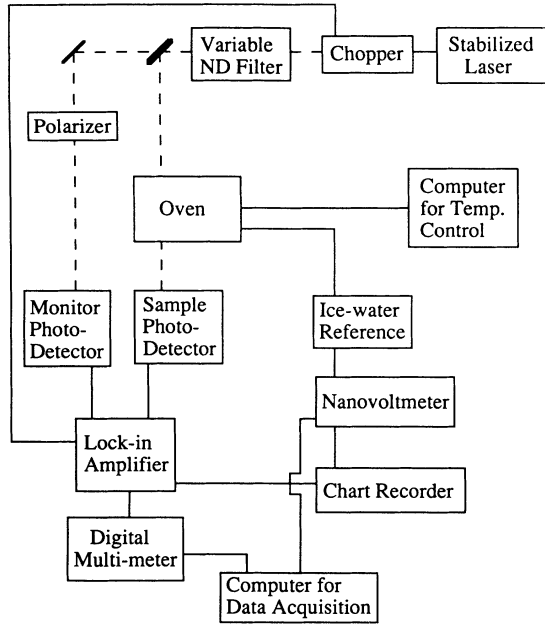 Variable
ND Filter
Chopper
Stabilized
Laser
Polarizer
Oven
Computer
for Temp.
Control
Monitor
Photo-
Detector
Sample
Photo-
Detector
Ice-water
Reference
Nanovoltmeter
Lock-in
Amplifier
Chart Recorder
Digital
Multi-meter
Computer for
Data Acquisition